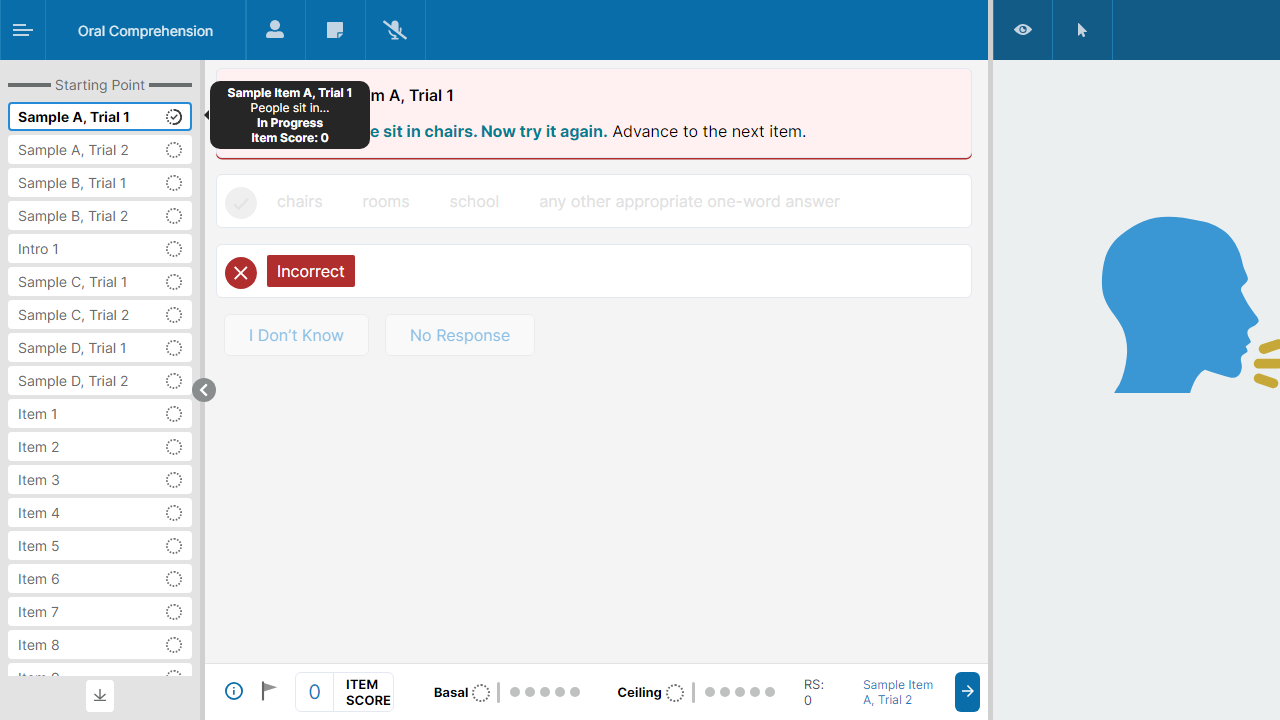 Oral Comprehension
Starting Point
Sample A, Trial 1
Sample A, Trial 2
Sample B, Trial 1
Sample B, Trial 2
Intro 1
Sample C, Trial 1
Sample C, Trial 2
Sample D, Trial 1
Sample D, Trial 2
Item 1
Item 2
Item 3
Item 4
Item 5
Item 6
Item 7
Item 8
Sample Item A, Trial 1
People sit in...
In Progress
Item Score: 0
m A, Trial 1
e sit in chairs. Now try it again. Advance to the next item.
chairs rooms school any other appropriate one-word answer
Incorrect
I Don't Know No Response
0 ITEM SCORE
Basal
Ceiling
RS:
0
Sample Item
A, Trial 2